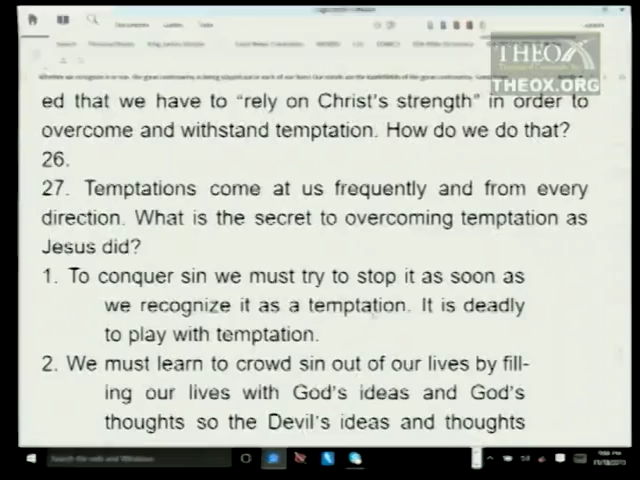 THEOX
THEOX.ORG
ed that we have to “rely on Christ’s strength” in order to
overcome and withstand temptation. How do we do that?
26.
27. Temptations come at us frequently and from every
direction. What is the secret to overcoming temptation as
Jesus did?
1. To conquer sin we must try to stop it as soon as
we recognize it as a temptation. It is deadly
to play with temptation.
2. We must learn to crowd sin out of our lives by fill-
ing our lives with God’s ideas and God’s
thoughts so the Devil’s ideas and thoughts
Search the web and Windows